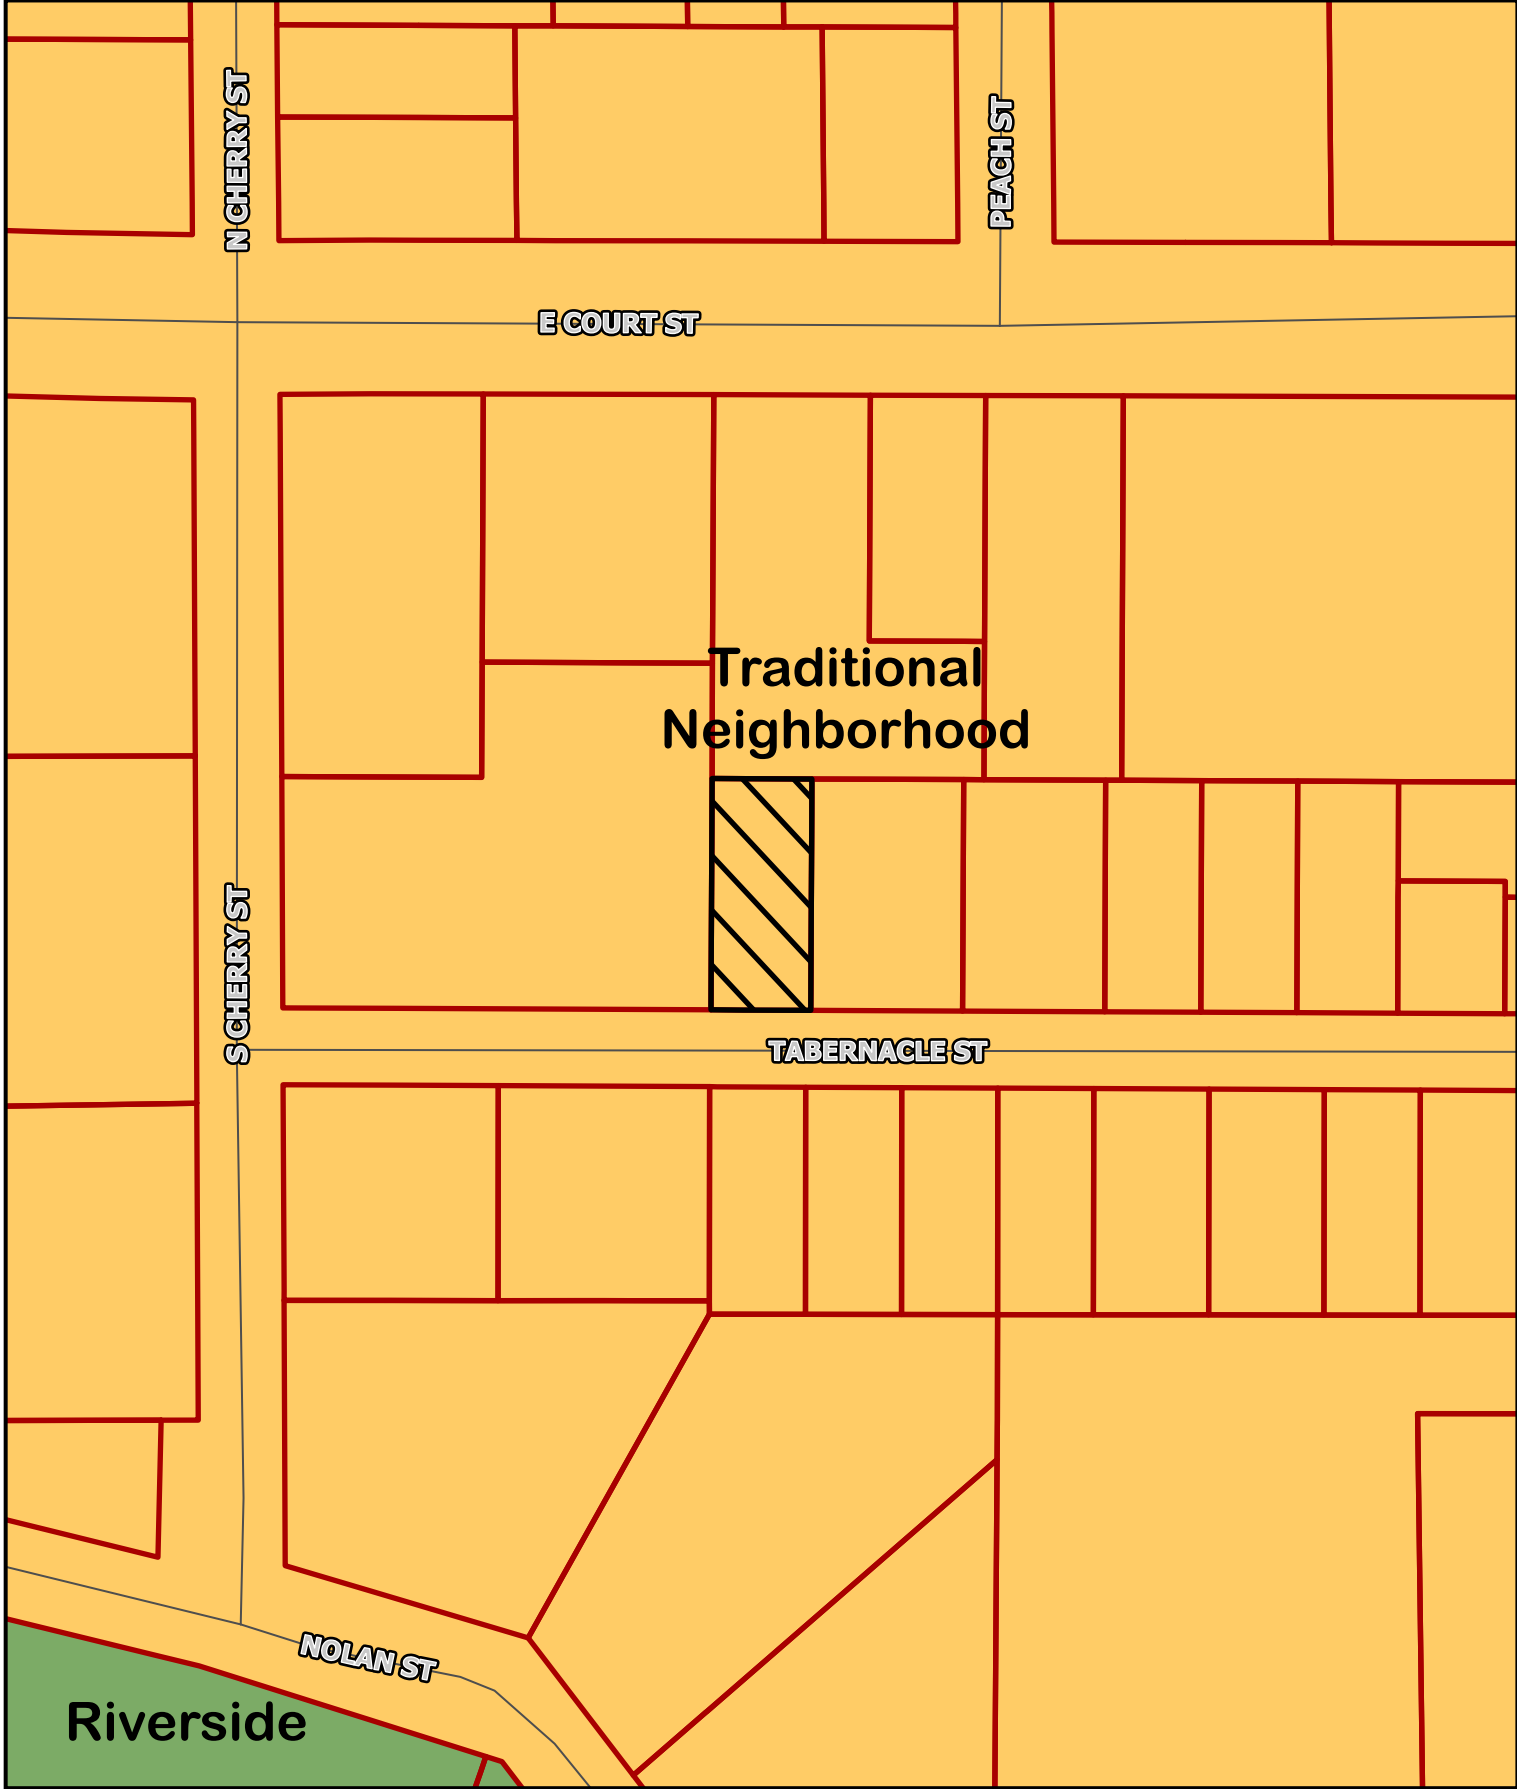 N CHERRY ST
PEACH ST
E COURT ST
Traditional
Neighborhood
S CHERRY ST
TABERNACLE ST
NOLAN ST
Riverside